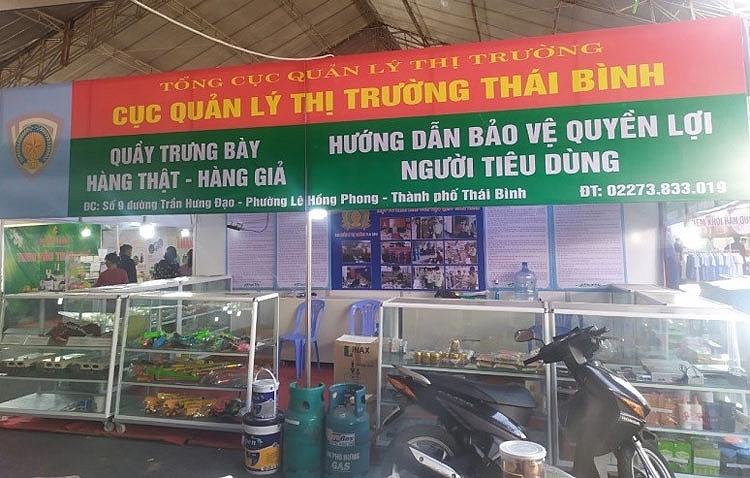 TỔNG CỤC QUẢN LÝ THỊ TRƯỜNG
CỤC QUẢN LÝ THỊ TRƯỜNG THÁI BÌNH
QUẦY TRƯNG BÀY
HÀNG THẬT - HÀNG GIẢ
HƯỚNG DẪN BẢO VỆ QUYỀN LỢI
NGƯỜI TIÊU DÙNG
ĐC: Số 9 đường Trần Hưng Đạo - Phường Lê Hồng Phong - Thành phố Thái Bình
ĐT: 02273.833.019
INAX
HONDA
GAS